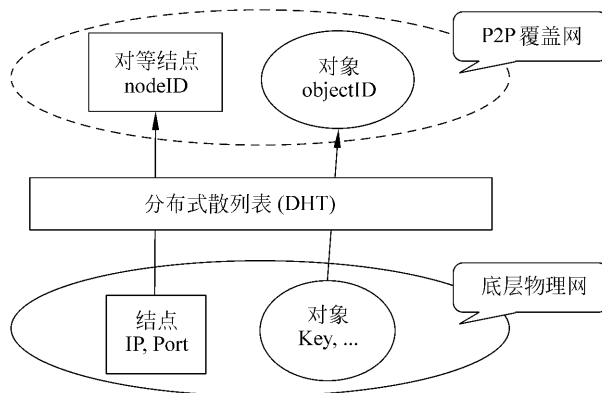 P2P 覆盖网
对等结点
nodeID
对象
objectID
分布式散列表 (DHT)
底层物理网
结点
IP, Port
对象
Key, ...